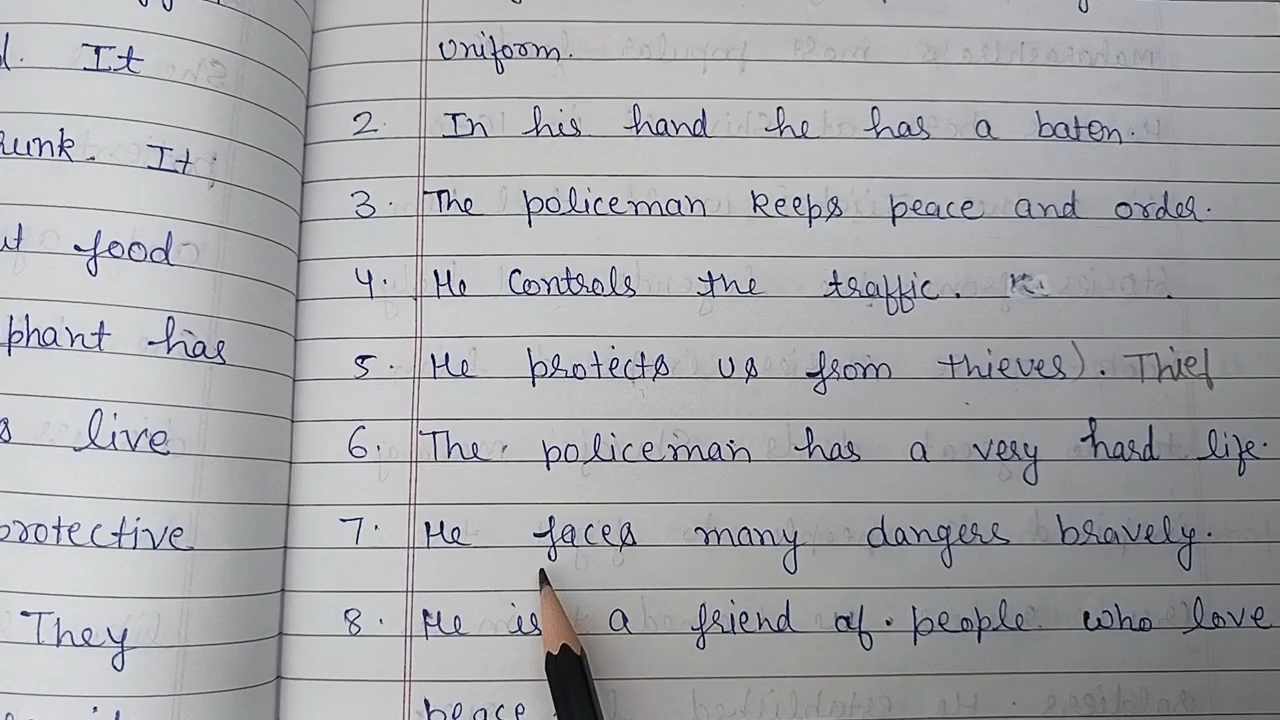 d. It
unk. It
food
phant has
live
protective
They
uniform.
2. In his hand he has a baten.
3. The policeman keeps peace and order.
4. He controls the traffic.
5. He protects us from thieves). Thief
6. The policeman has a very hard life.
7. He faces many dangers bravely.
8. He is a friend of people who love
peace.